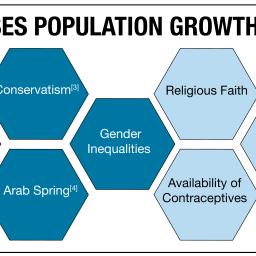 SES POPULATION GROWTH
Conservatism[3]
Religious Faith
Gender
Inequalities
Arab Spring[4]
Availability of
Contraceptives